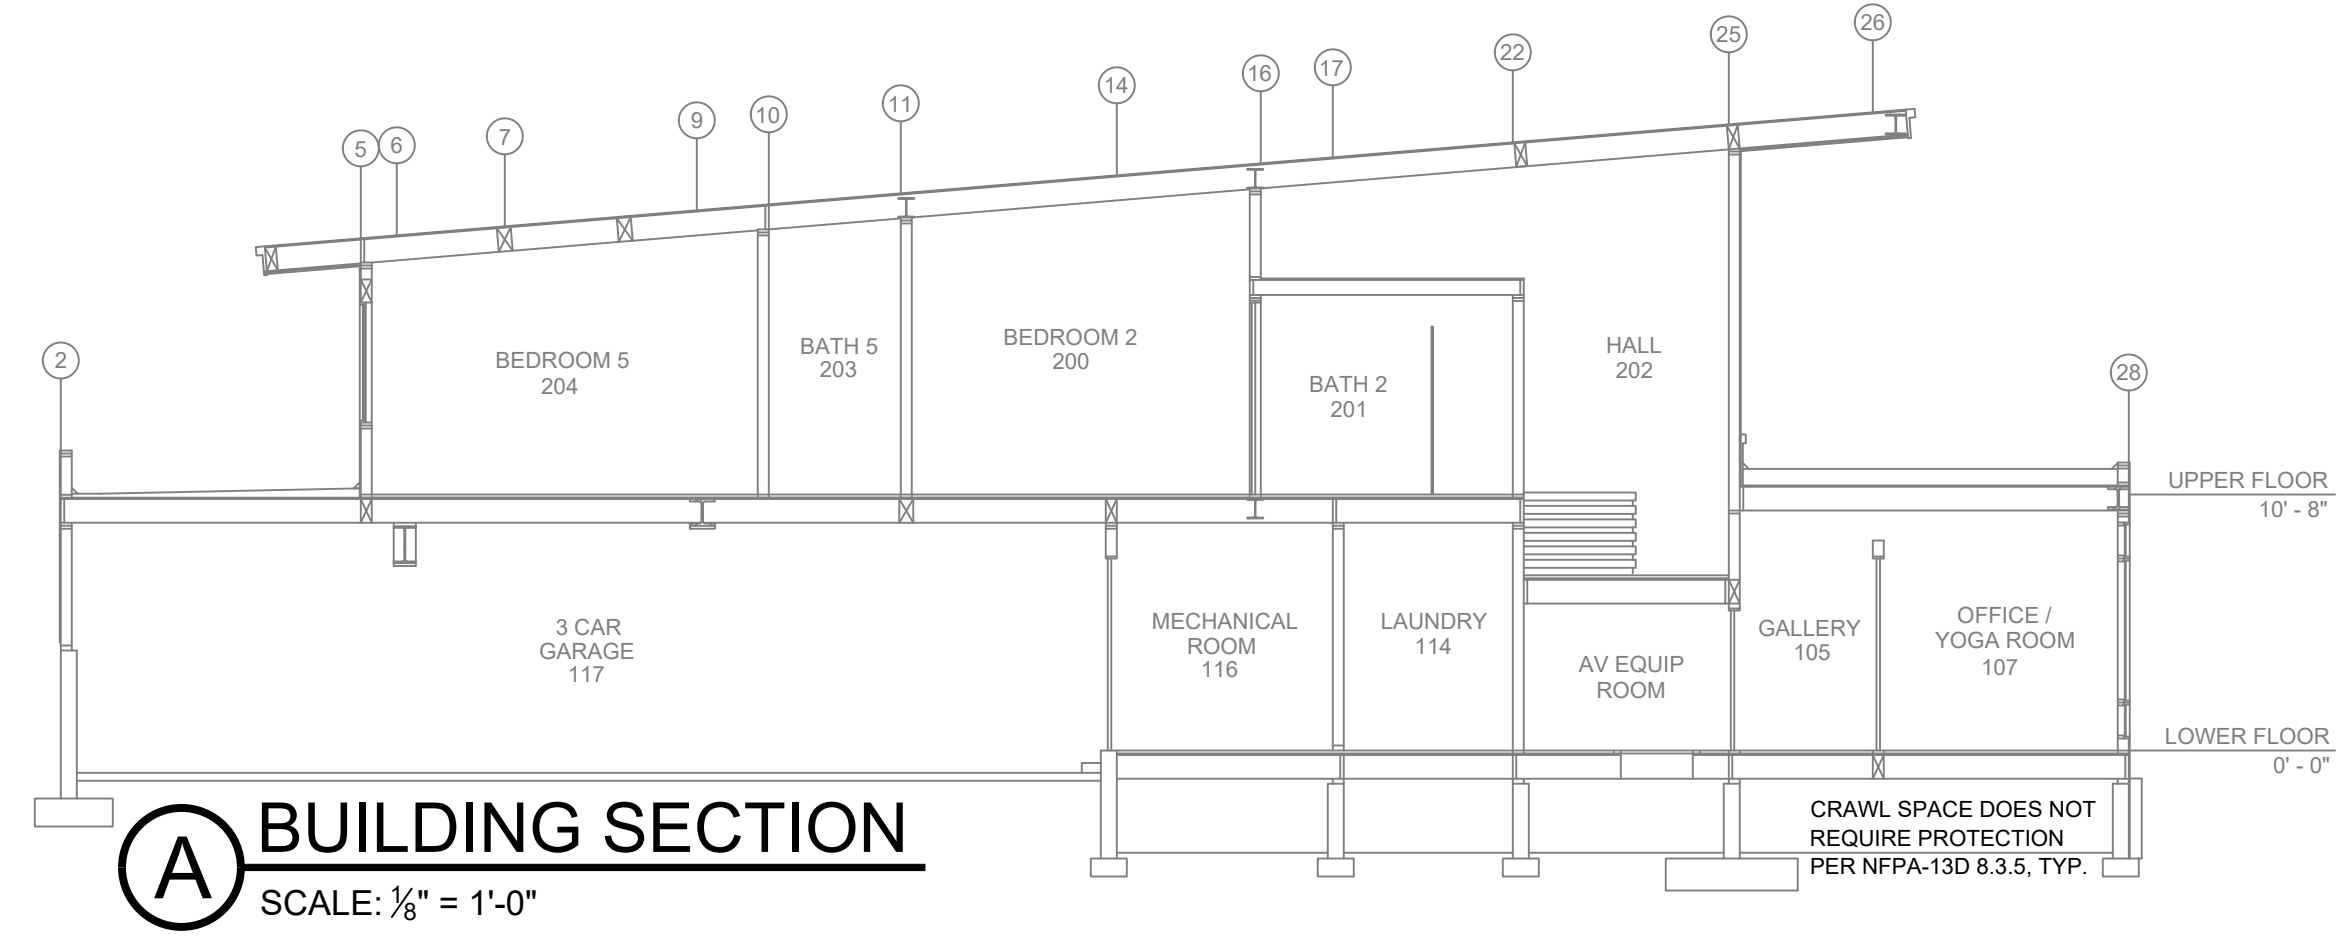 26
25
22
17
16
14
11
10
9
7
6
5
2
28
BEDROOM 5
204
BATH 5
203
BEDROOM 2
200
BATH 2
201
HALL
202
UPPER FLOOR
10' - 8"
3 CAR
GARAGE
117
MECHANICAL
ROOM
116
LAUNDRY
114
AV EQUIP
ROOM
GALLERY
105
OFFICE /
YOGA ROOM
107
LOWER FLOOR
0' - 0"
CRAWL SPACE DOES NOT
REQUIRE PROTECTION
PER NFPA-13D 8.3.5, TYP.
A
BUILDING SECTION
SCALE: ⅛" = 1'-0"